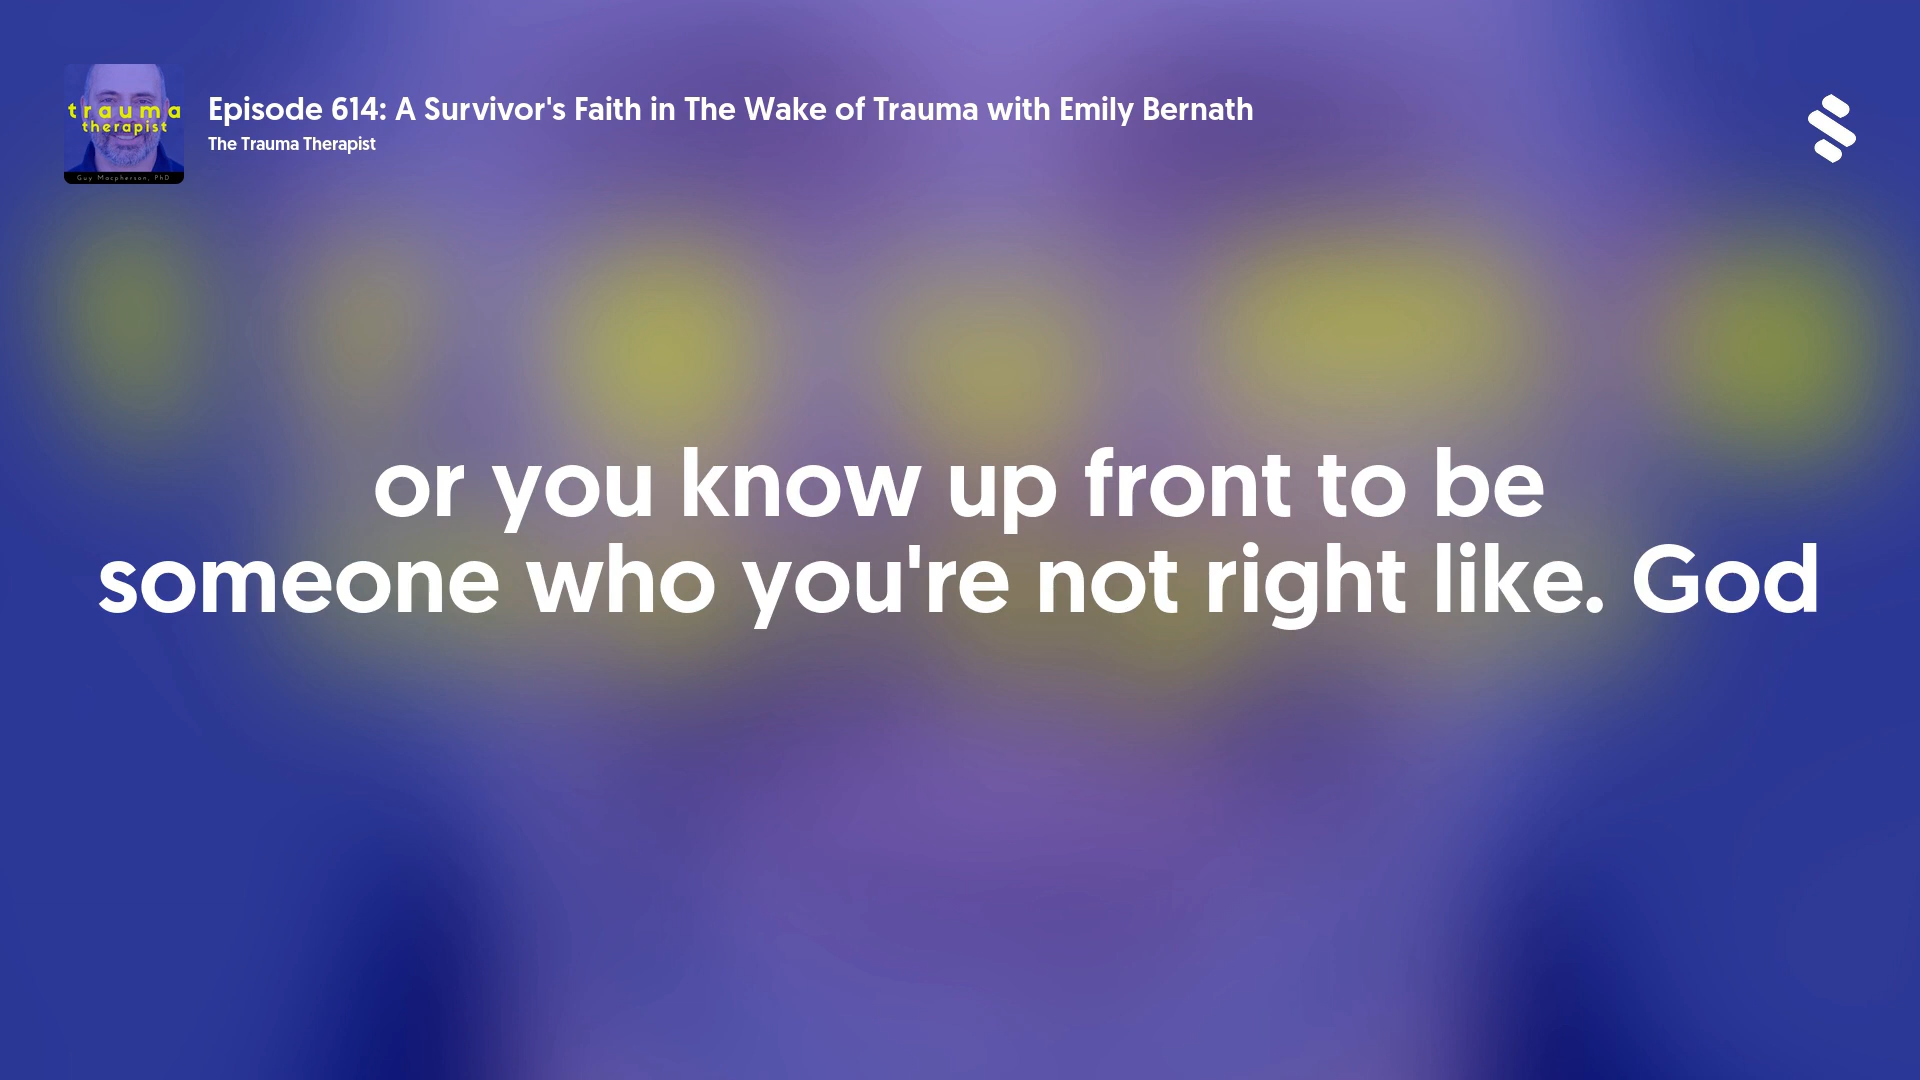 trauma
therapist
Guy Macpherson, PhD
Episode 614: A Survivor's Faith in The Wake of Trauma with Emily Bernath
The Trauma Therapist
or you know up front to be
someone who you're not right like. God